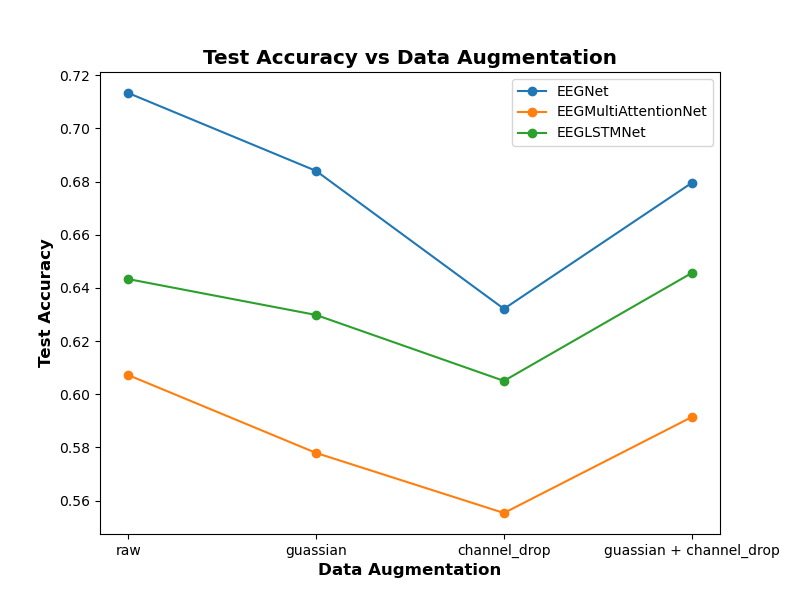 Test Accuracy vs Data Augmentation
0.72
0.70
0.68
0.66
0.64
0.62
0.60
0.58
0.56
Test Accuracy
EEGNet
EEGMultiAttentionNet
EEGLSTMNet
raw
guassian
channel_drop
guassian + channel_drop
Data Augmentation